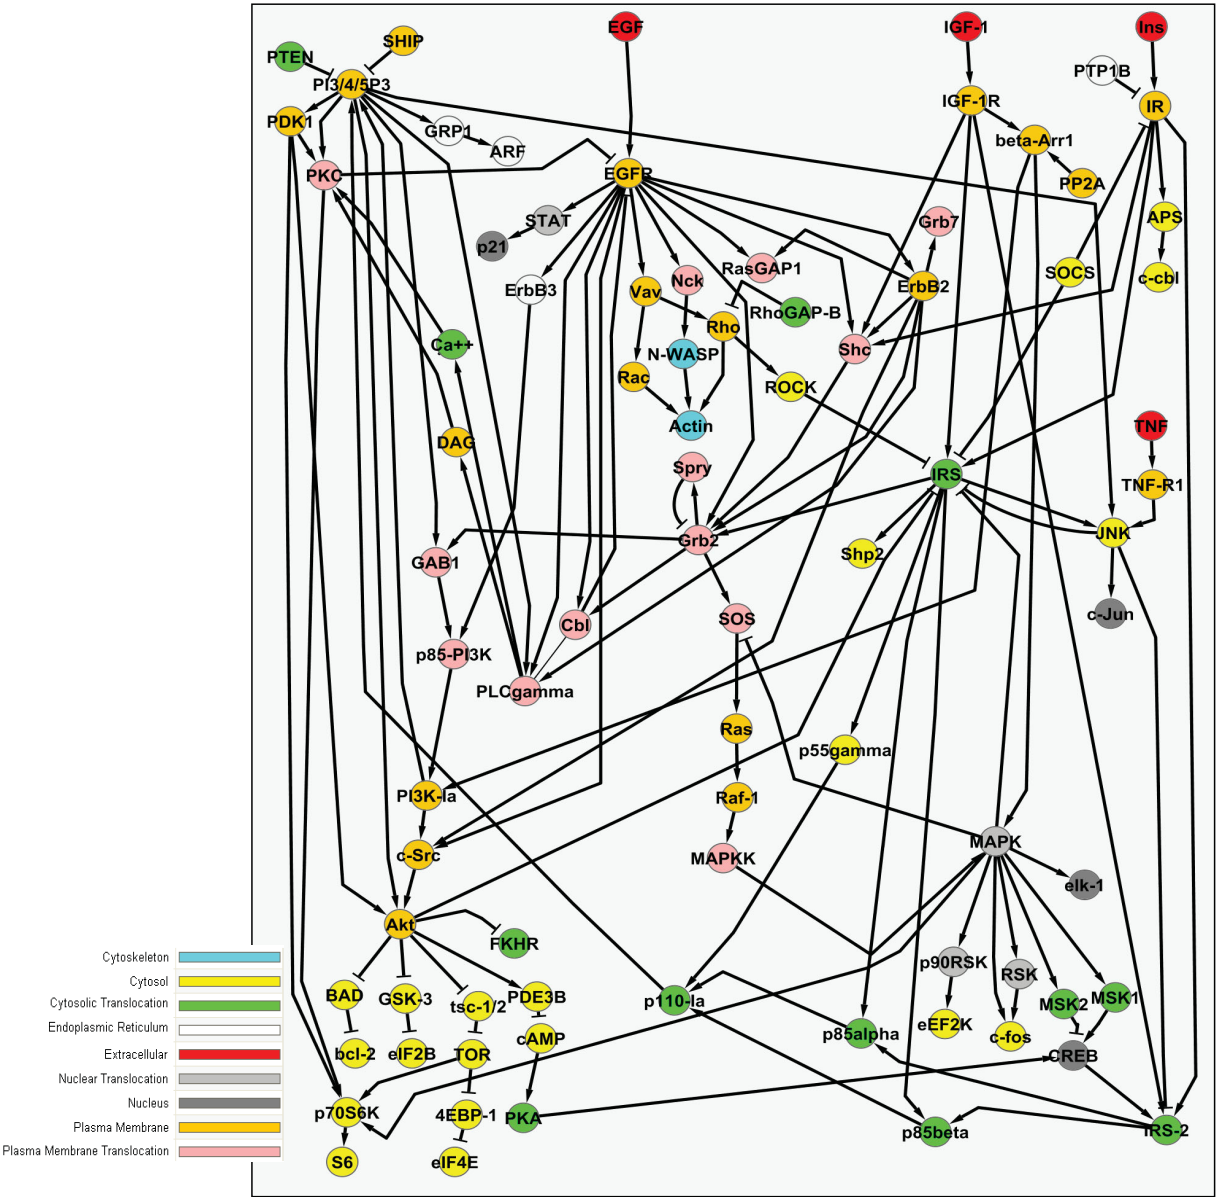 EGF
IGF-1
Ins
SHIP
PTEN
PTP1B
PI3/4/5P3
IGF-1R
IR
PDK1
GRP1
beta-Arr1
ARF
PKC
EGFR
PP2A
STAT
Grb7
APS
p21
RasGAP1
SOCS
c-cbl
ErbB3
Vav
Nck
ErbB2
RhoGAP-B
Rho
Ca++
N-WASP
Shc
Rac
ROCK
Actin
TNF
DAG
Spry
IRS
TNF-R1
Grb2
JNK
GAB1
Shp2
Cbl
SOS
c-Jun
p85-PI3K
PLCgamma
Ras
p55gamma
PI3K-Ia
Raf-1
c-Src
MAPKK
MAPK
elk-1
Akt
FKHR
Cytoskeleton
p90RSK
RSK
Cytosol
BAD
GSK-3
tsc-1/2
PDE3B
p110-Ia
MSK2
MSK1
Cytosolic Translocation
eEF2K
Endoplasmic Reticulum
p85alpha
c-fos
bcl-2
eIF2B
TOR
cAMP
Extracellular
CREB
Nuclear Translocation
Nucleus
p70S6K
4EBP-1
PKA
Plasma Membrane
p85beta
IRS-2
Plasma Membrane Translocation
S6
eIF4E